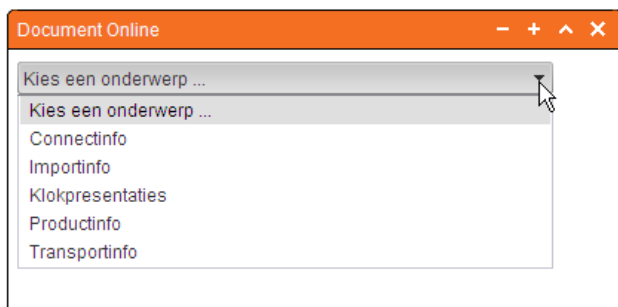 Document Online
Kies een onderwerp ...
Kies een onderwerp ...
Connectinfo
Importinfo
Klokpresentaties
Productinfo
Transportinfo